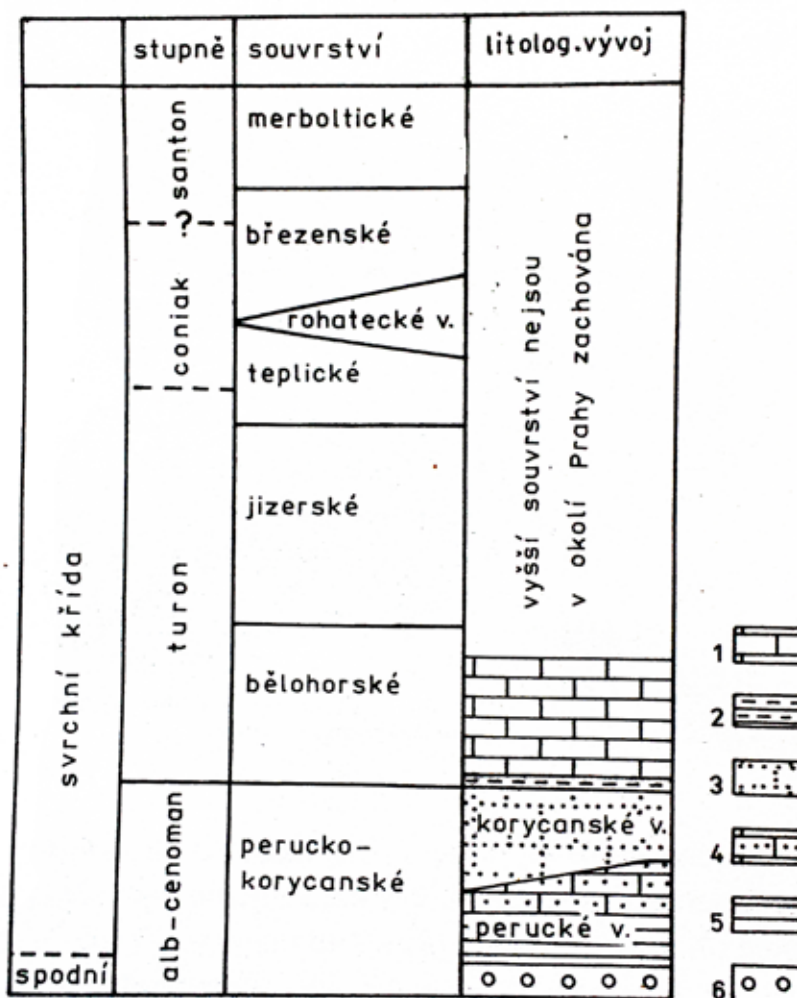 stupně
souvrství
litolog.vývoj
svrchní křída
spodní
santon
?
coniak
turon
alb-cenoman
merboltické
březenské
rohatecké v.
teplické
jizerské
bělohorské
perucko-
korycanské
vyšší souvrství nejsou
v okolí Prahy zachována
korycanské v.
perucké v.
1
2
3
4
5
6